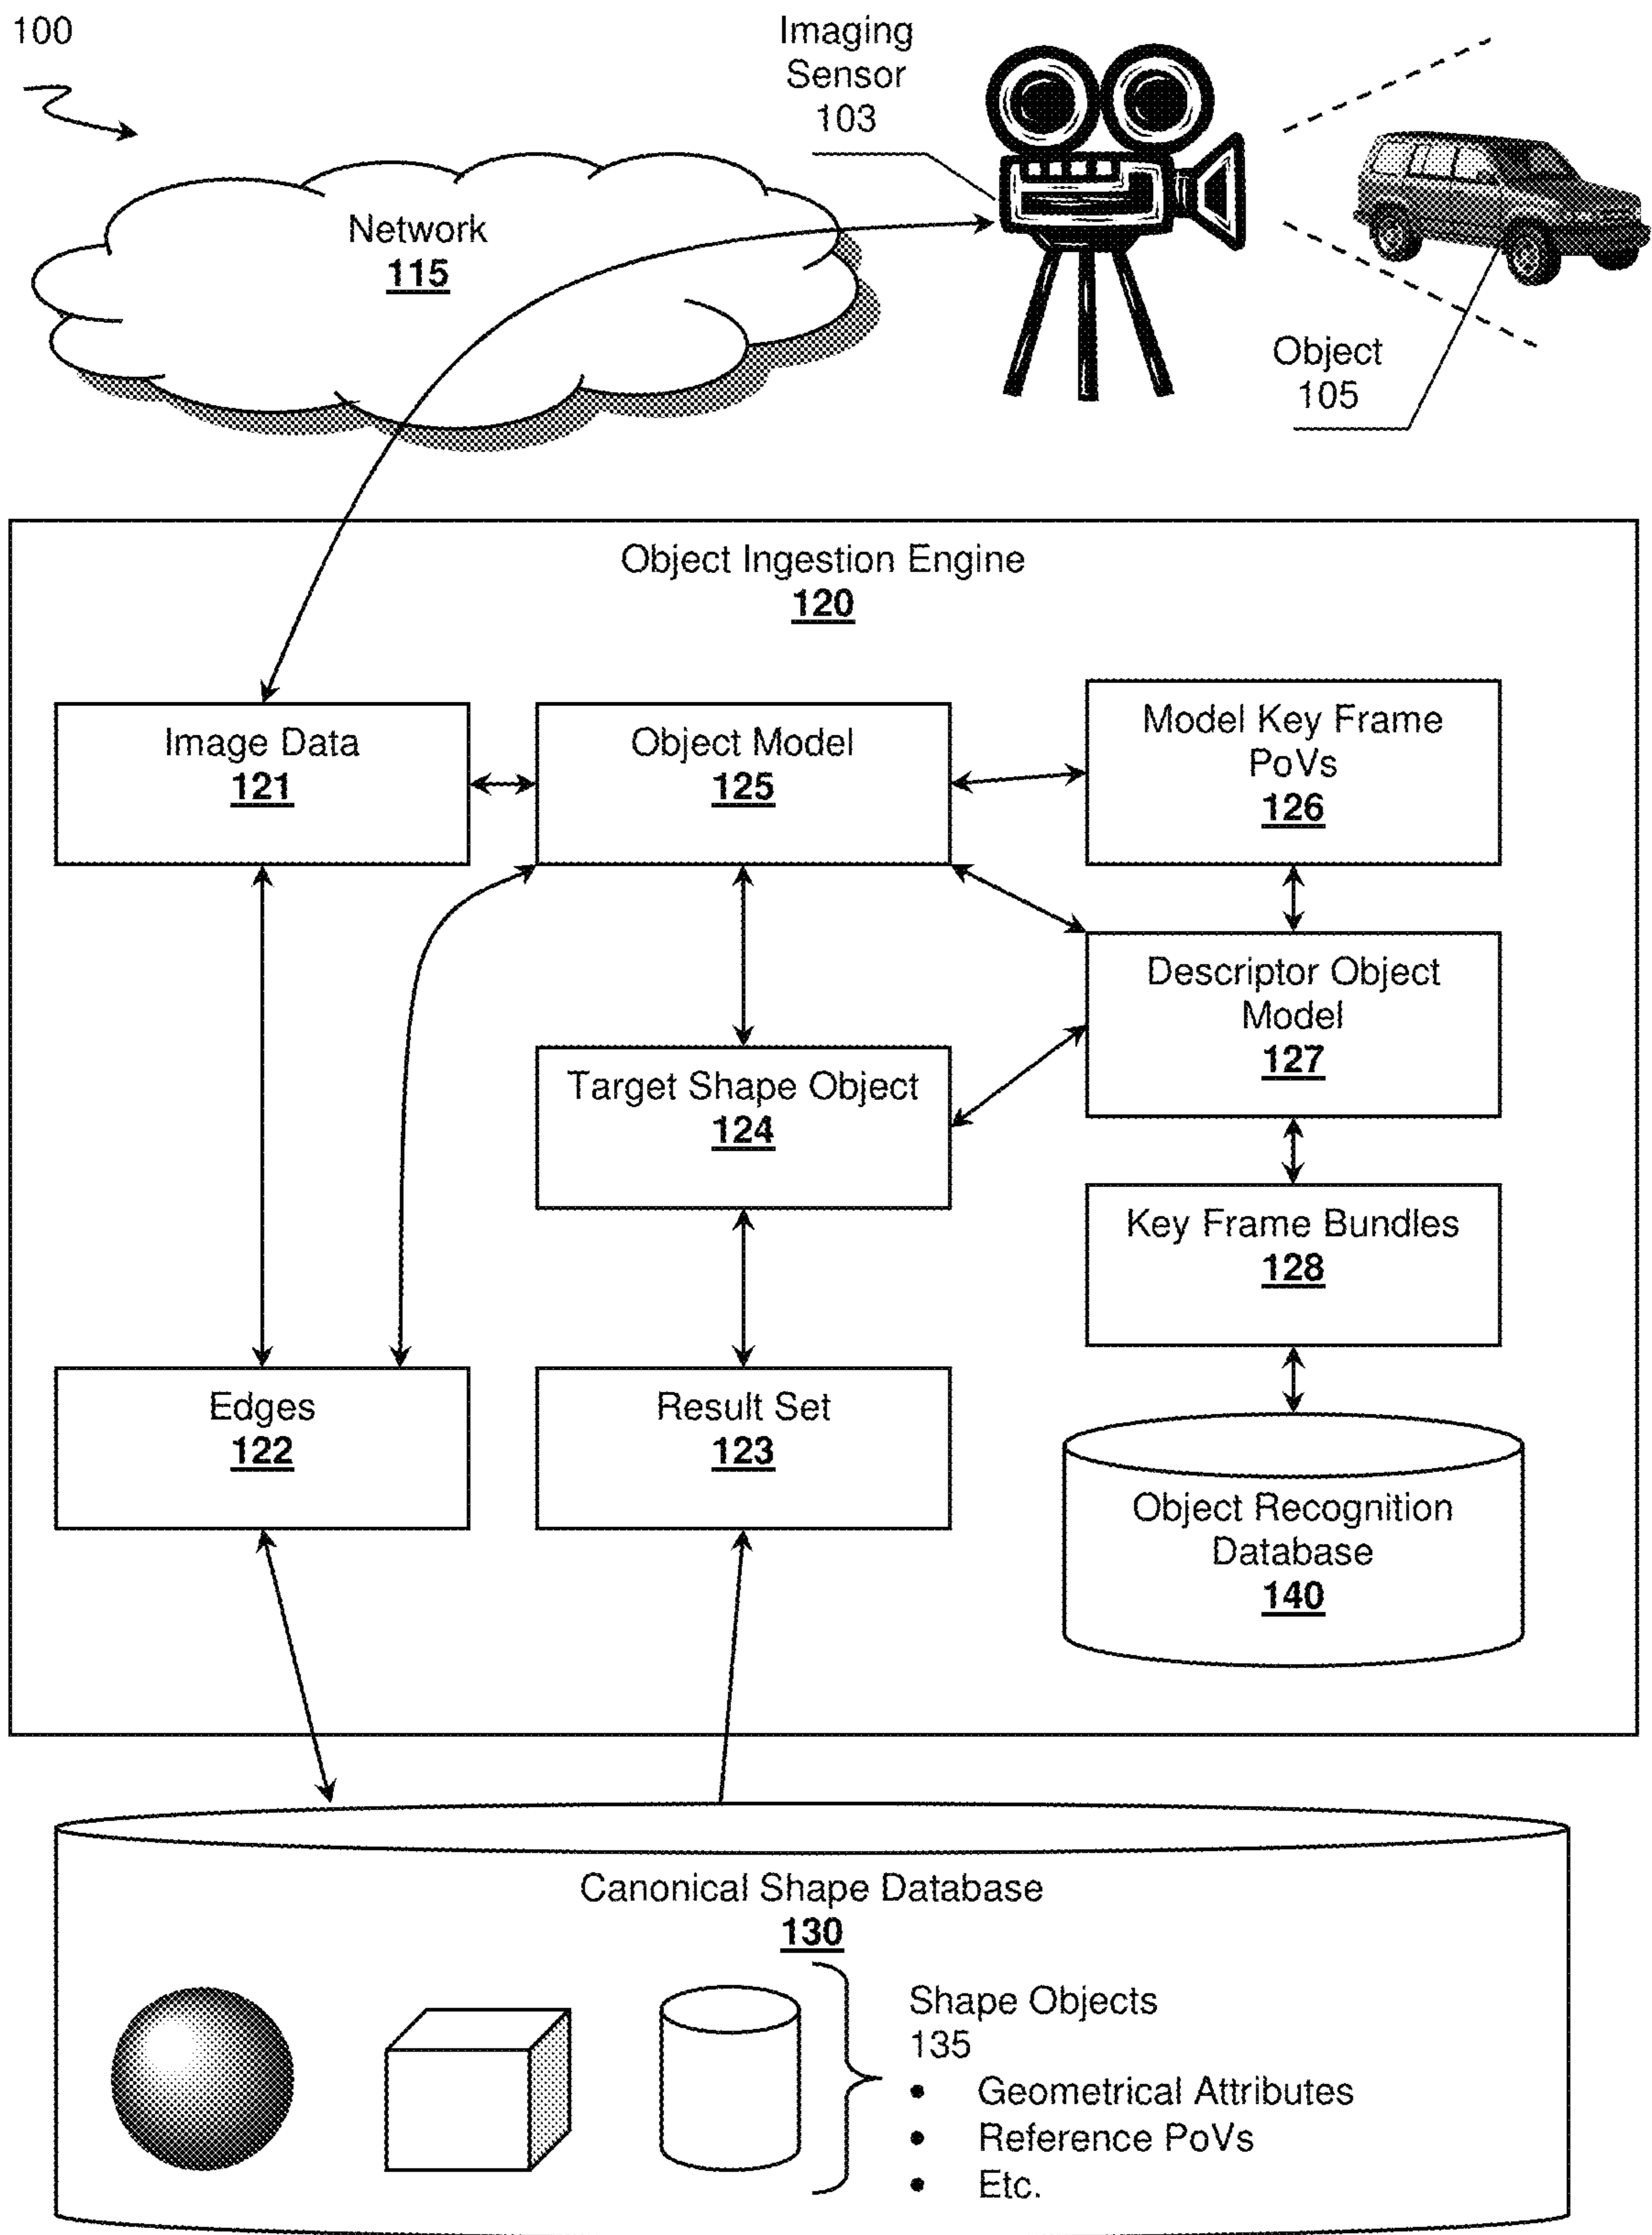 100
Imaging
Sensor
103
Network
115
Object
105
Object Ingestion Engine
120
Image Data
121
Object Model
125
Model Key Frame
PoVs
126
Descriptor Object
Model
127
Target Shape Object
124
Key Frame Bundles
128
Edges
122
Result Set
123
Object Recognition
Database
140
Canonical Shape Database
130
Shape Objects
135
• Geometrical Attributes
• Reference PoVs
• Etc.